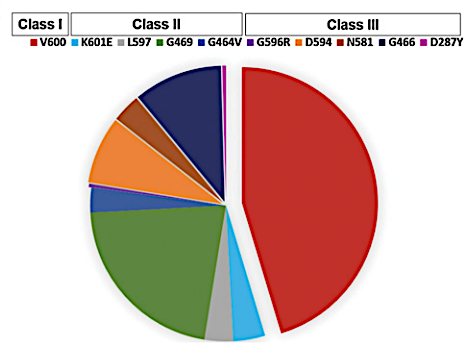 Class I Class II Class III
V600 K601E L597 G469 G464V G596R D594 N581 G466 D287Y